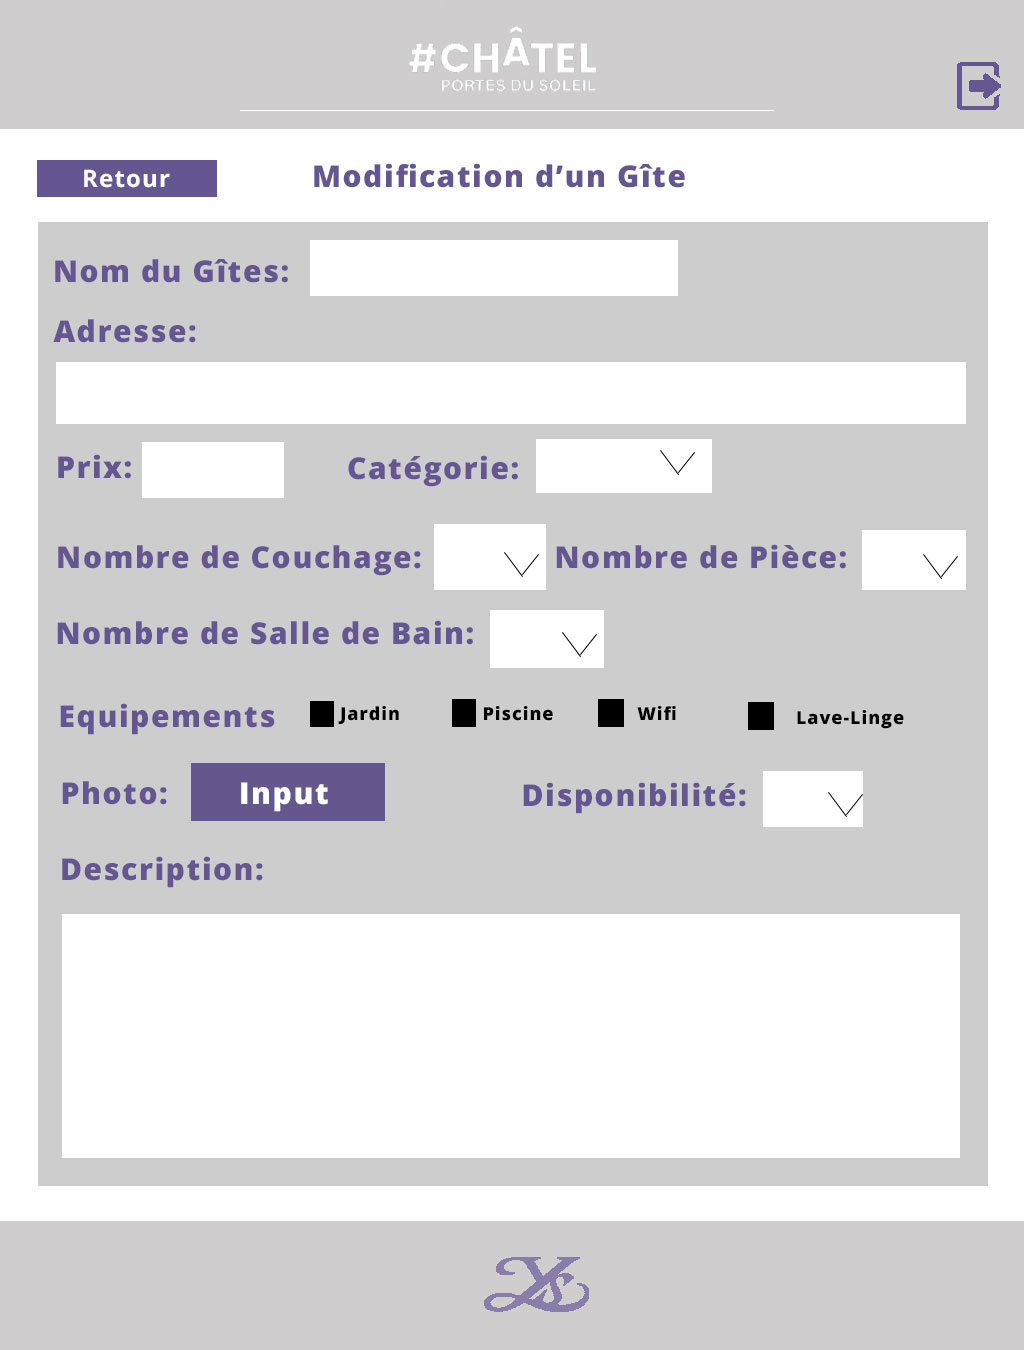 #CHÂTEL
PORTES DU SOLEIL
Retour
Modification d’un Gîte
Nom du Gîtes:
Adresse:
Prix:
Catégorie:
Nombre de Couchage:
Nombre de Pièce:
Nombre de Salle de Bain:
Equipements
Jardin
Piscine
Wifi
Lave-Linge
Photo:
Input
Disponibilité:
Description:
Ys